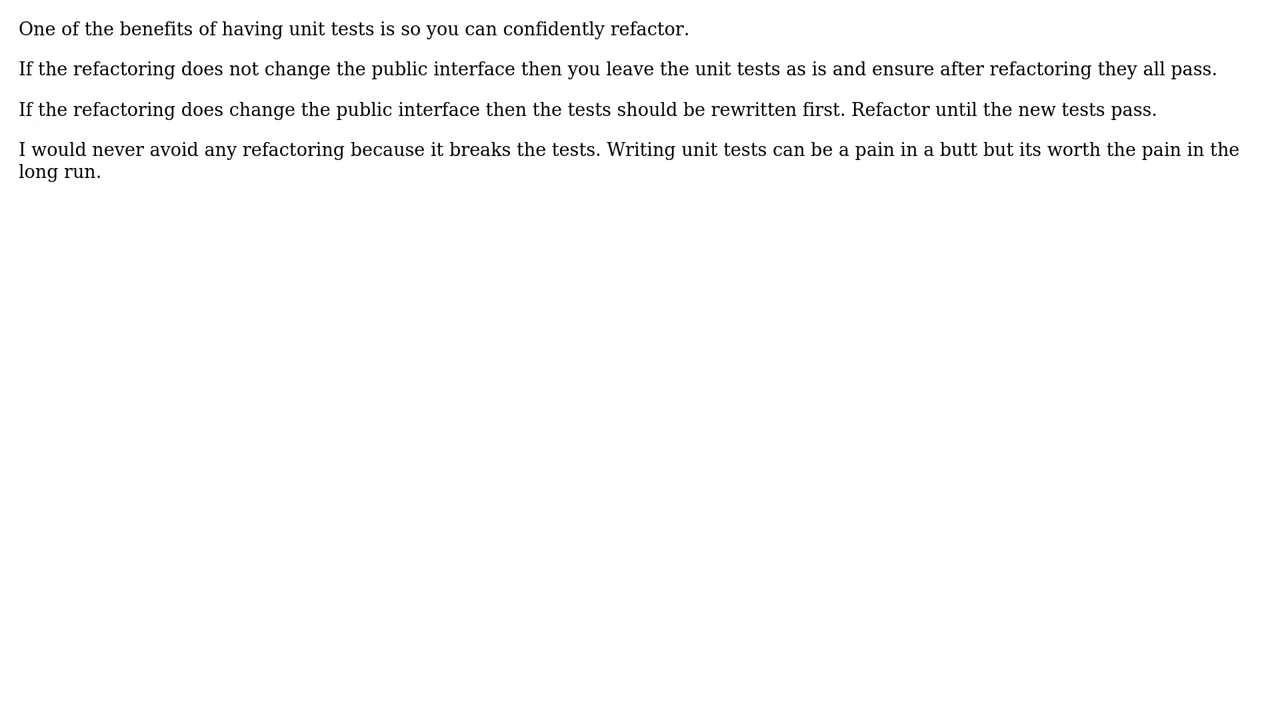 One of the benefits of having unit tests is so you can confidently refactor.
If the refactoring does not change the public interface then you leave the unit tests as is and ensure after refactoring they all pass.
If the refactoring does change the public interface then the tests should be rewritten first. Refactor until the new tests pass.
I would never avoid any refactoring because it breaks the tests. Writing unit tests can be a pain in a butt but its worth the pain in the
long run.